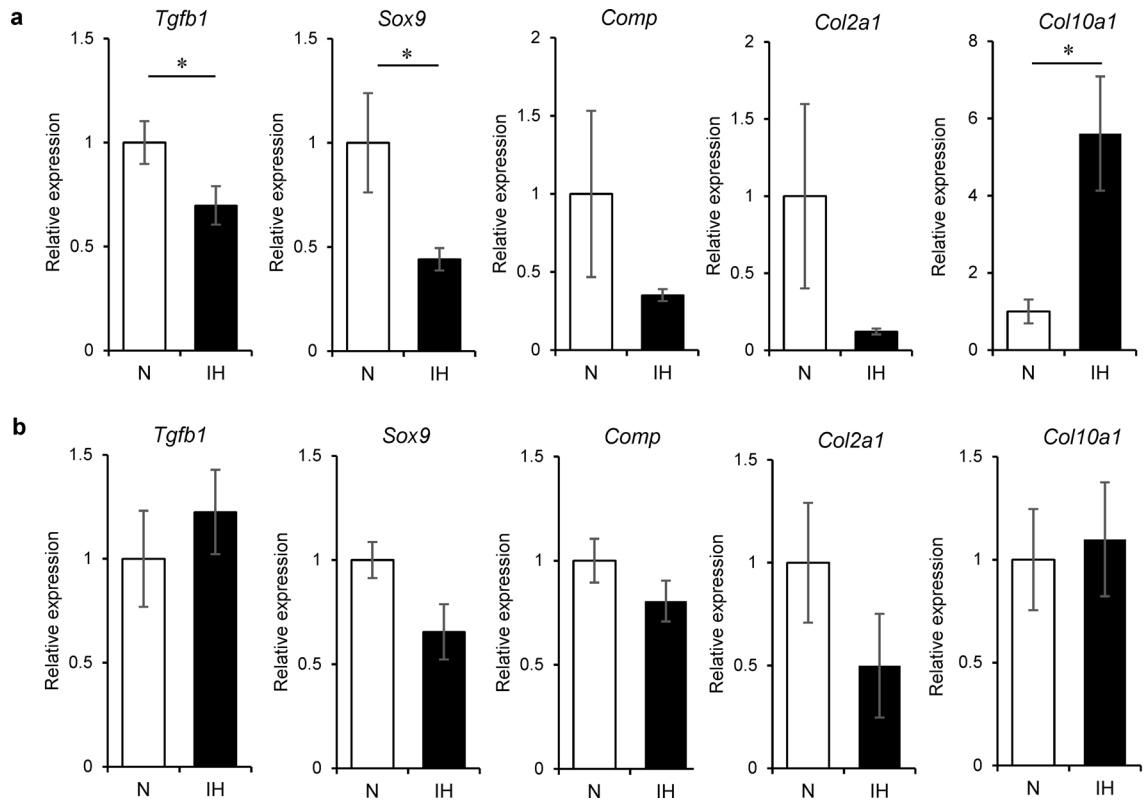 a
Tgfb1
Relative expression
1.5
1
0.5
0
*
N IH
Sox9
Relative expression
1.5
1
0.5
0
*
N IH
Comp
Relative expression
2
1.5
1
0.5
0
N IH
Col2a1
Relative expression
2
1.5
1
0.5
0
N IH
Col10a1
Relative expression
8
6
4
2
0
*
N IH
b
Tgfb1
Relative expression
1.5
1
0.5
0
N IH
Sox9
Relative expression
1.5
1
0.5
0
N IH
Comp
Relative expression
1.5
1
0.5
0
N IH
Col2a1
Relative expression
1.5
1
0.5
0
N IH
Col10a1
Relative expression
1.5
1
0.5
0
N IH